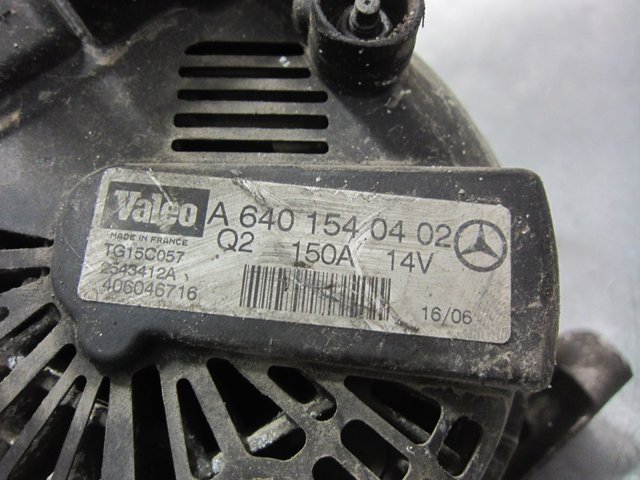 Valeo A 640 154 04 02
MADE IN FRANCE
TG15C057 Q2 150A 14V
2543412A
406046716 16/06